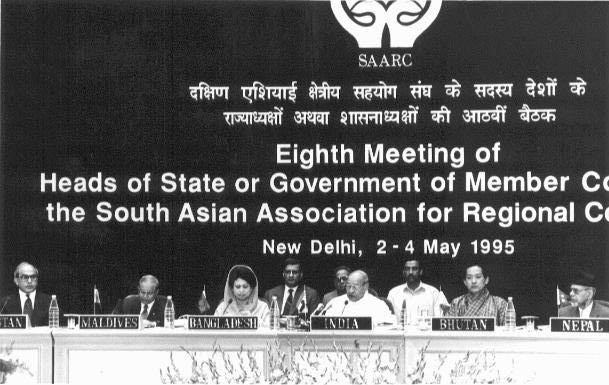 SAARC
दक्षिण एशियाई क्षेत्रीय सहयोग संघ के सदस्य देशों के
राज्याध्यक्षों अथवा शासनाध्यक्षों की आठवीं बैठक
Eighth Meeting of
Heads of State or Government of Member Co
the South Asian Association for Regional Co
New Delhi, 2-4 May 1995
TAN MALDIVES BANGLADESH INDIA BHUTAN NEPAL